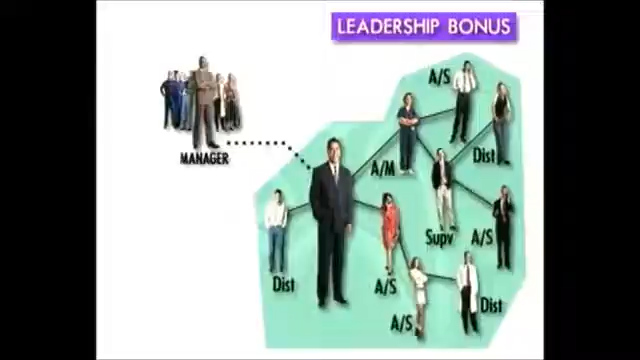 LEADERSHIP BONUS
A/S
MANAGER
A/M
Dist
Supv
A/S
Dist
A/S
Dist
A/S